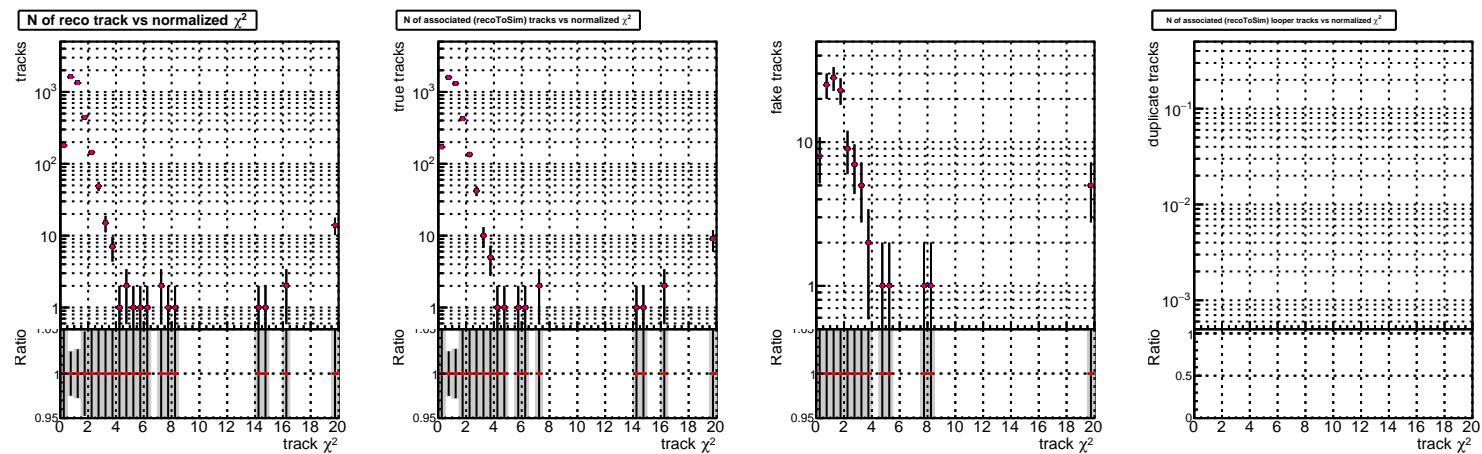 N of reco track vs normalized χ²
tracks
10³
10²
10
1
Ratio
1.05
1
0.95
0 2 4 6 8 10 12 14 16 18 20
track χ²
N of associated (recoToSim) tracks vs normalized χ²
true tracks
10³
10²
10
1
Ratio
1.05
1
0.95
0 2 4 6 8 10 12 14 16 18 20
track χ²
fake tracks
10
1
Ratio
1.05
1
0.95
0 2 4 6 8 10 12 14 16 18 20
track χ²
N of associated (recoToSim) looper tracks vs normalized χ²
duplicate tracks
10⁻¹
10⁻²
10⁻³
Ratio
1
0.5
0
0 2 4 6 8 10 12 14 16 18 20
track χ²